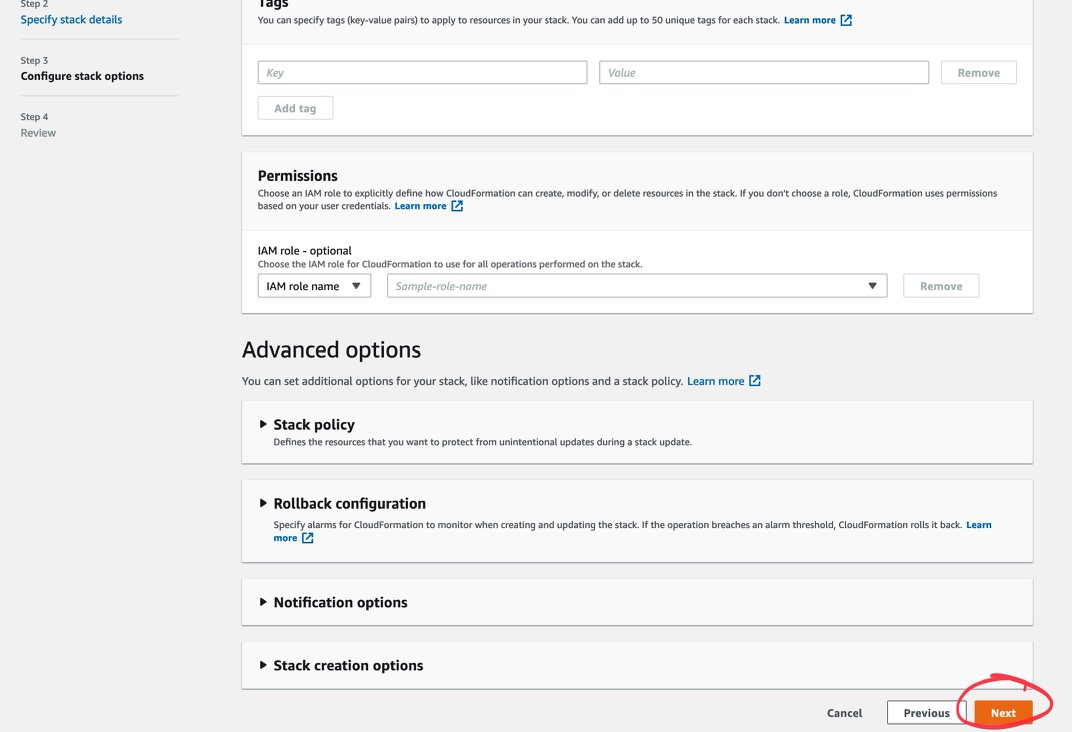 Step 2
Specify stack details
Step 3
Configure stack options
Step 4
Review
Tags
You can specify tags (key-value pairs) to apply to resources in your stack. You can add up to 50 unique tags for each stack. Learn more
Key
Value
Remove
Add tag
Permissions
Choose an IAM role to explicitly define how CloudFormation can create, modify, or delete resources in the stack. If you don't choose a role, CloudFormation uses permissions
based on your user credentials. Learn more
IAM role - optional
Choose the IAM role for CloudFormation to use for all operations performed on the stack.
IAM role name
Sample-role-name
Remove
Advanced options
You can set additional options for your stack, like notification options and a stack policy. Learn more
Stack policy
Defines the resources that you want to protect from unintentional updates during a stack update.
Rollback configuration
Specify alarms for CloudFormation to monitor when creating and updating the stack. If the operation breaches an alarm threshold, CloudFormation rolls it back. Learn
more
Notification options
Stack creation options
Cancel
Previous
Next